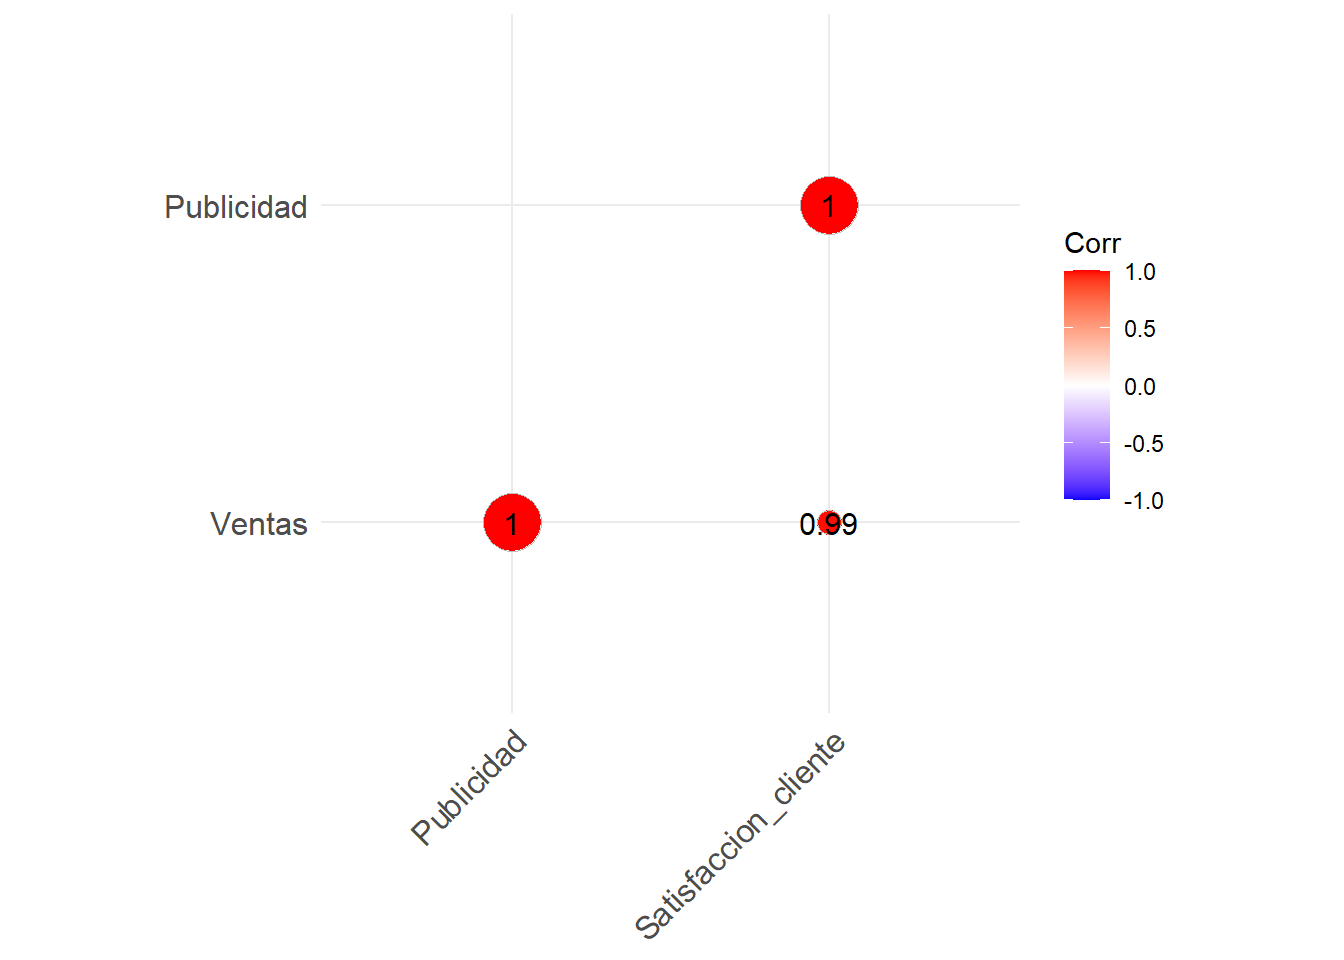 Publicidad
1
Corr
1.0
0.5
0.0
-0.5
-1.0
Ventas
1
0.99
Publicidad
Satisfaccion_cliente